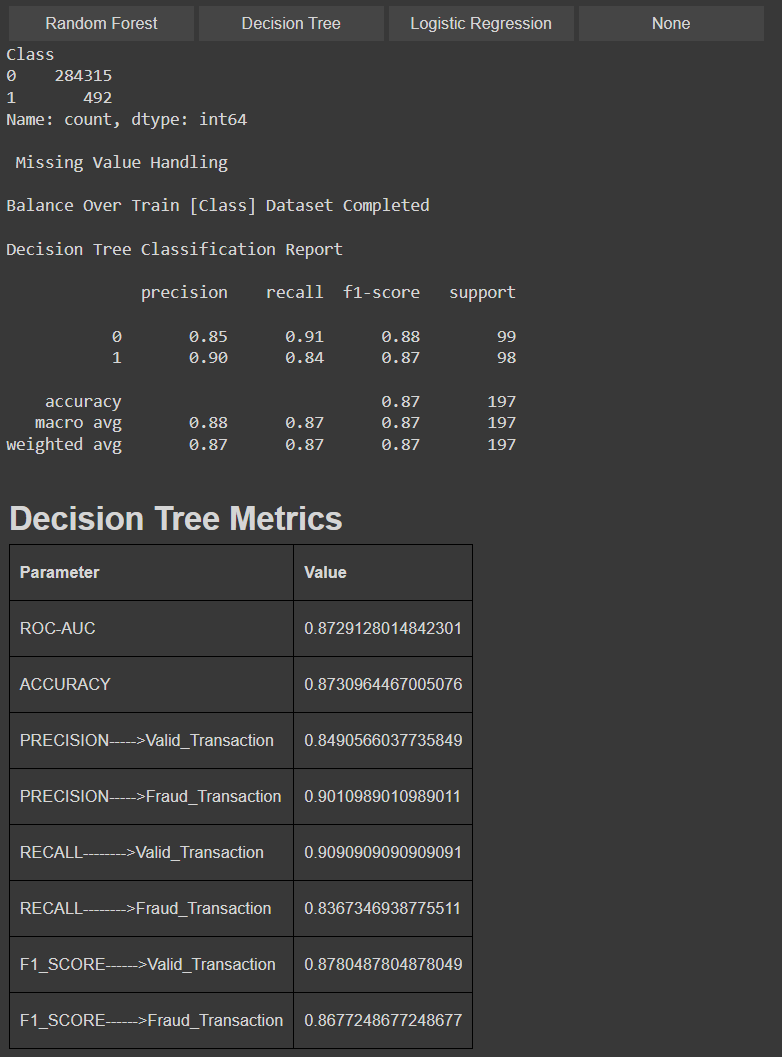 Random Forest Decision Tree Logistic Regression None
Class
0    284315
1       492
Name: count, dtype: int64
Missing Value Handling
Balance Over Train [Class] Dataset Completed
Decision Tree Classification Report
precision    recall  f1-score   support
0       0.85      0.91      0.88        99
1       0.90      0.84      0.87        98
accuracy                           0.87       197
macro avg       0.88      0.87      0.87       197
weighted avg       0.87      0.87      0.87       197
Decision Tree Metrics
Parameter Value
ROC-AUC 0.8729128014842301
ACCURACY 0.8730964467005076
PRECISION----->Valid_Transaction 0.8490566037735849
PRECISION----->Fraud_Transaction 0.9010989010989011
RECALL-------->Valid_Transaction 0.9090909090909091
RECALL-------->Fraud_Transaction 0.8367346938775511
F1_SCORE------>Valid_Transaction 0.8780487804878049
F1_SCORE------>Fraud_Transaction 0.8677248677248677